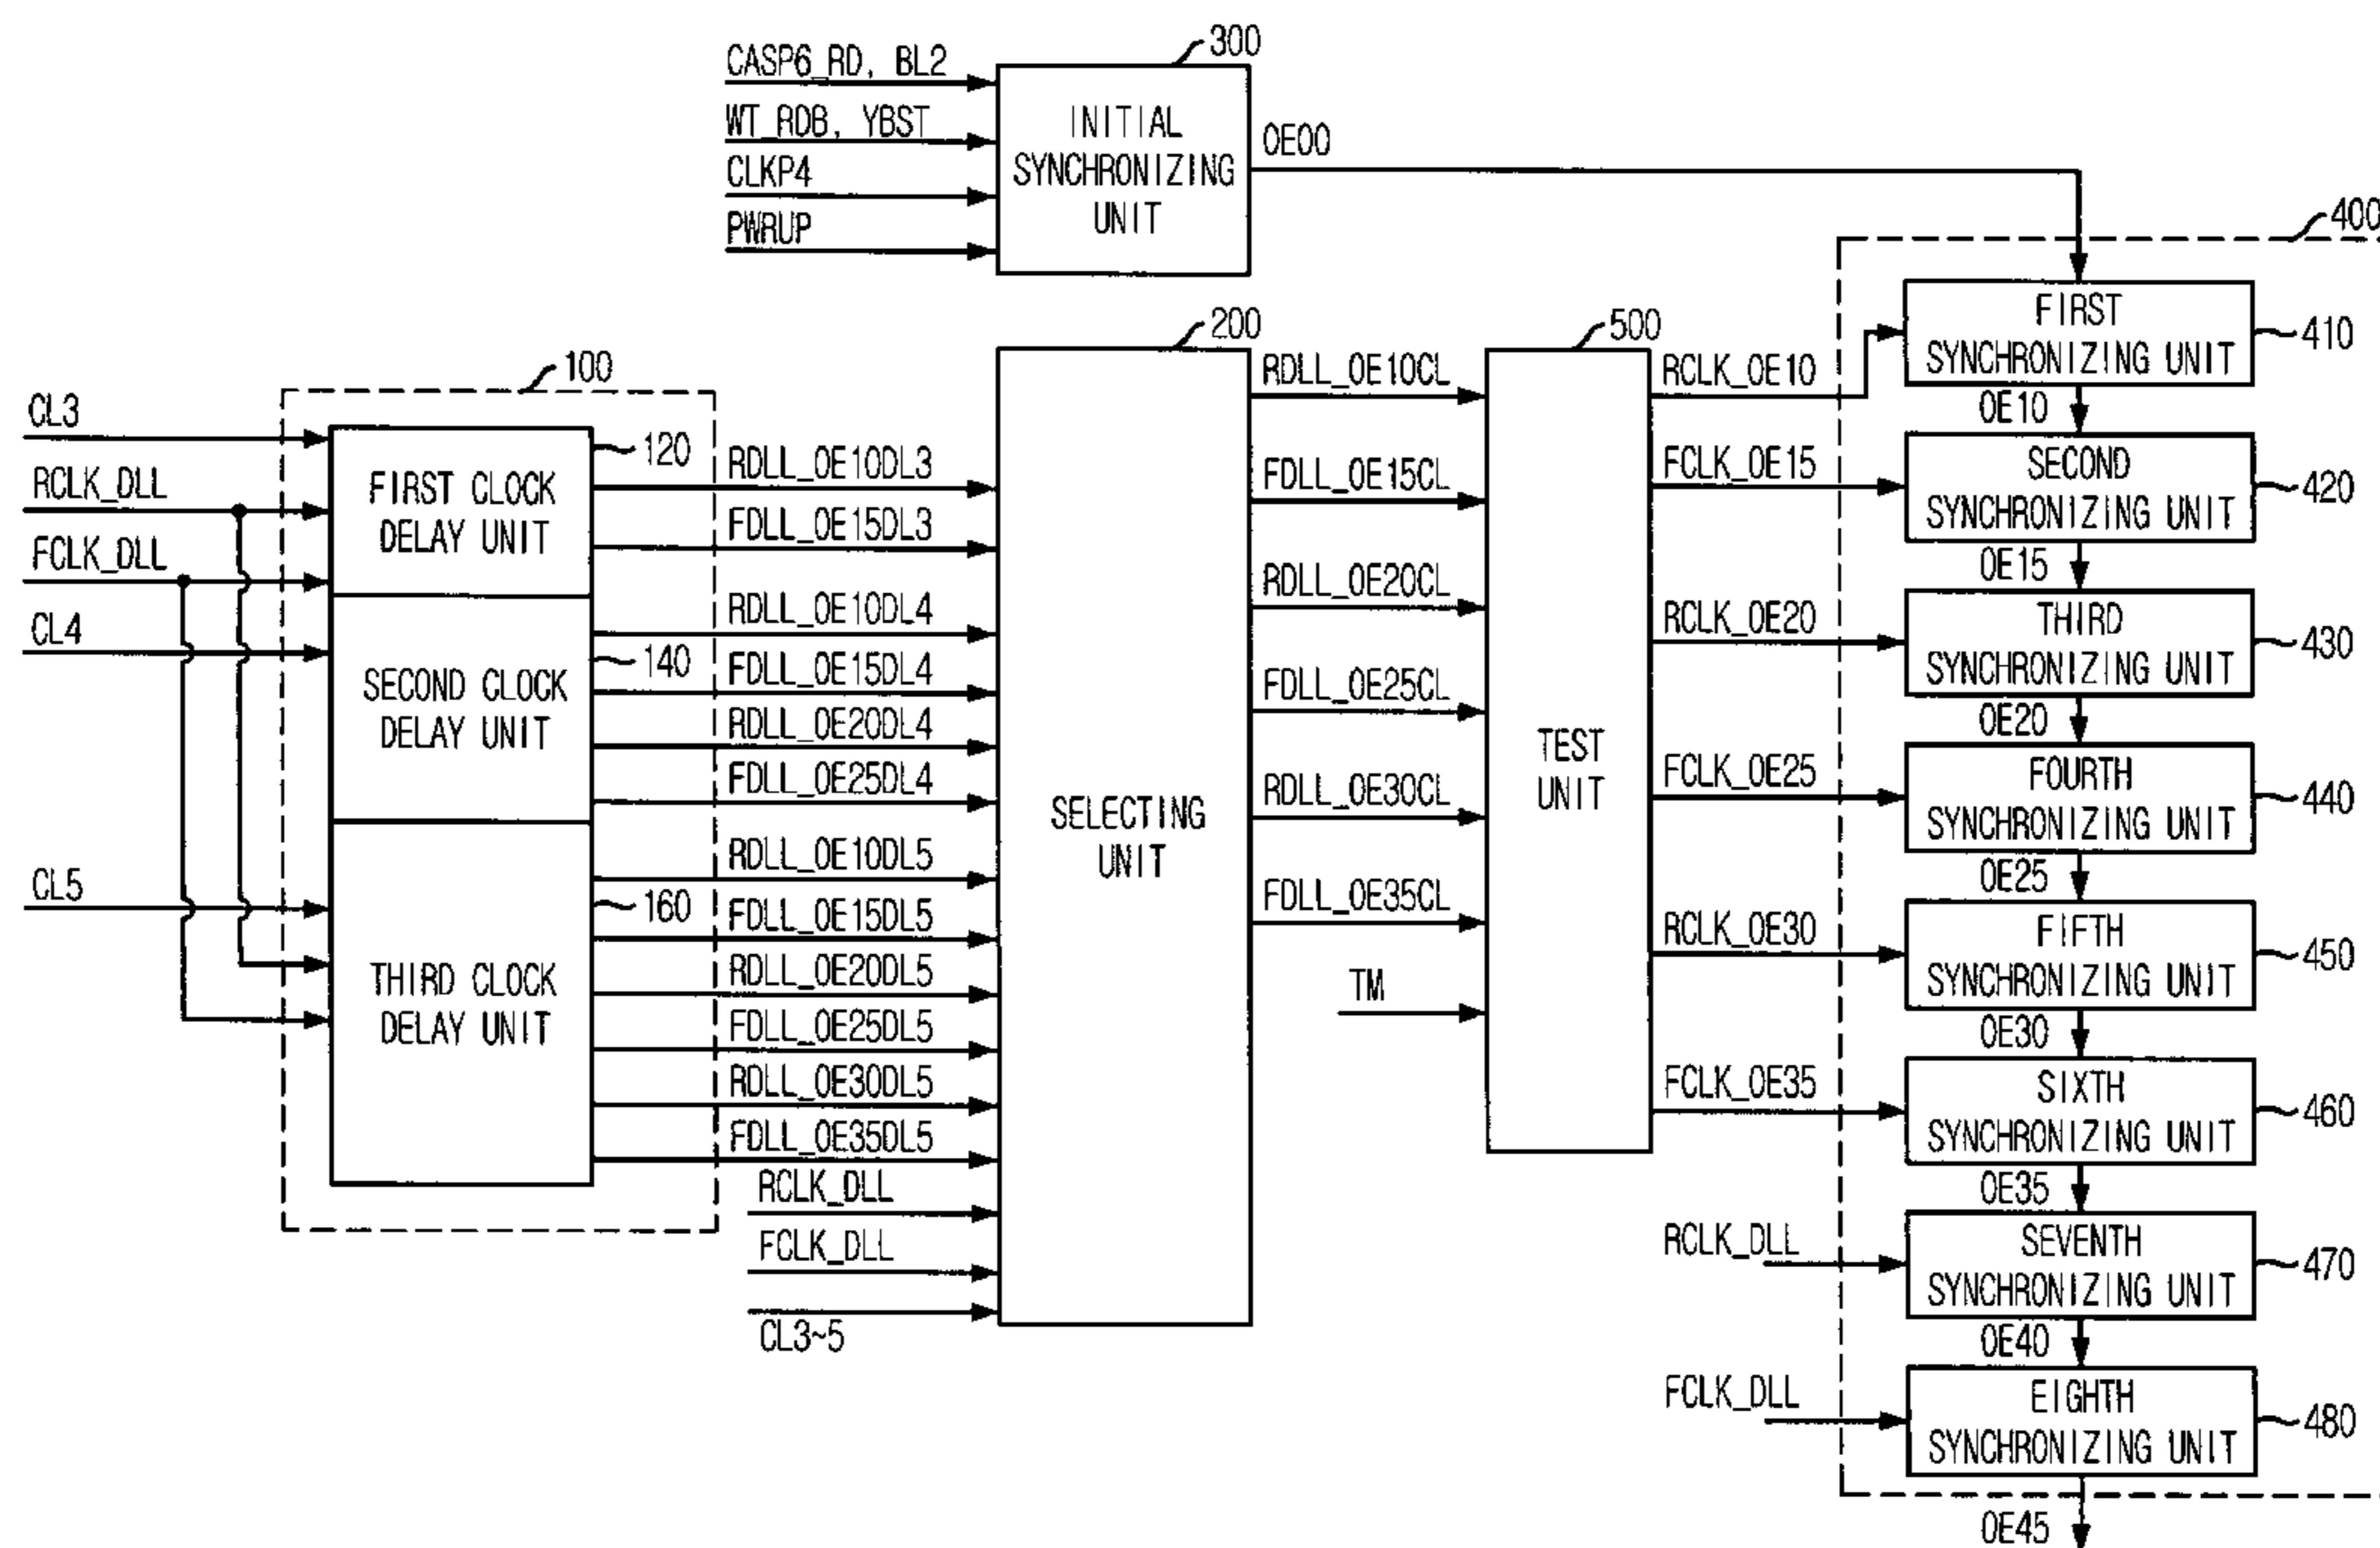 300
CASP6_RD, BL2
WT_RDB, YBST
CLKP4
PWRUP
INITIAL
SYNCHRONIZING
UNIT
OE00
400
100
CL3
RCLK_DLL
FCLK_DLL
CL4
CL5
FIRST CLOCK
DELAY UNIT
120
SECOND CLOCK
DELAY UNIT
140
THIRD CLOCK
DELAY UNIT
160
RDLL_OE10DL3
FDLL_OE15DL3
RDLL_OE10DL4
FDLL_OE15DL4
RDLL_OE20DL4
FDLL_OE25DL4
RDLL_OE10DL5
FDLL_OE15DL5
RDLL_OE20DL5
FDLL_OE25DL5
RDLL_OE30DL5
FDLL_OE35DL5
RCLK_DLL
FCLK_DLL
CL3~5
200
SELECTING
UNIT
RDLL_OE10CL
FDLL_OE15CL
RDLL_OE20CL
FDLL_OE25CL
RDLL_OE30CL
FDLL_OE35CL
TM
500
TEST
UNIT
RCLK_OE10
FCLK_OE15
RCLK_OE20
FCLK_OE25
RCLK_OE30
FCLK_OE35
RCLK_DLL
FCLK_DLL
FIRST
SYNCHRONIZING UNIT
410
OE10
SECOND
SYNCHRONIZING UNIT
420
OE15
THIRD
SYNCHRONIZING UNIT
430
OE20
FOURTH
SYNCHRONIZING UNIT
440
OE25
FIFTH
SYNCHRONIZING UNIT
450
OE30
SIXTH
SYNCHRONIZING UNIT
460
OE35
SEVENTH
SYNCHRONIZING UNIT
470
OE40
EIGHTH
SYNCHRONIZING UNIT
480
OE45